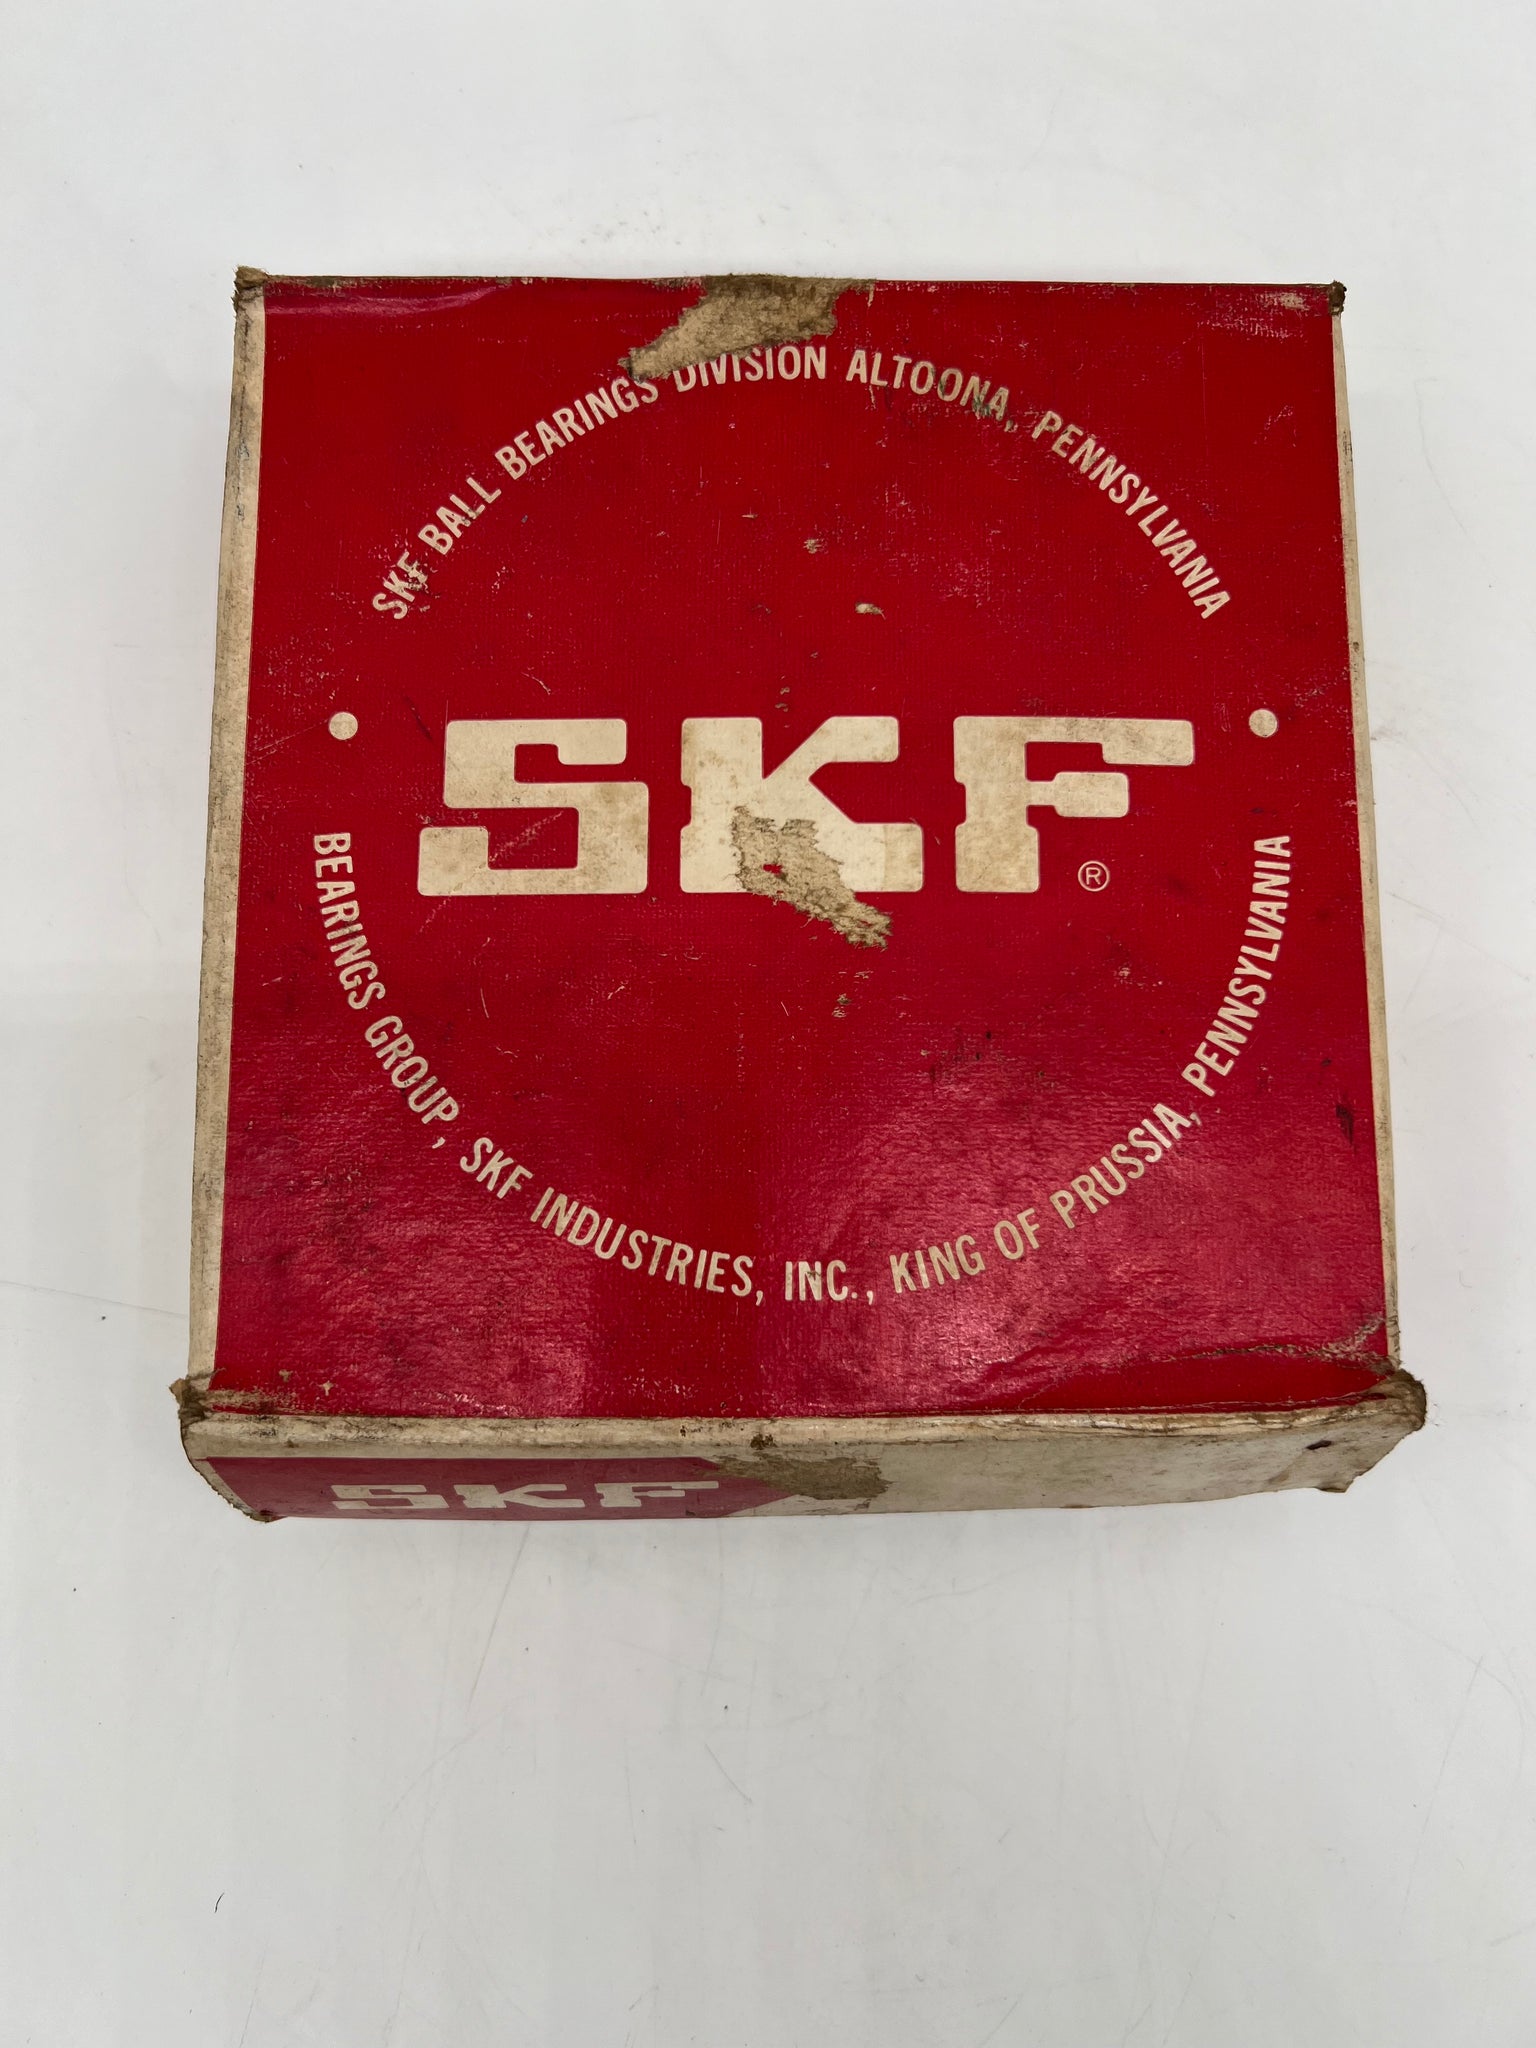 SKF BALL BEARINGS DIVISION ALTOONA, PENNSYLVANIA
SKF®
BEARINGS GROUP, SKF INDUSTRIES, INC., KING OF PRUSSIA, PENNSYLVANIA
SKF